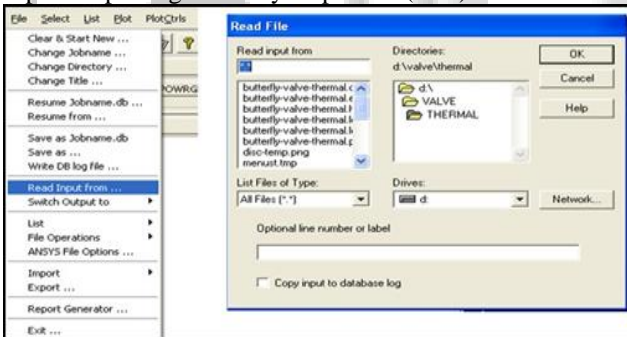 File Select List Plot PlotCtrls
Clear & Start New ...
Change Jobname ...
Change Directory ...
Change Title ...
Resume Jobname.db ...
Resume from ...
Save as Jobname.db
Save as ...
Write DB log file ...
Read Input from ...
Switch Output to
List
File Operations
ANSYS File Options ...
Import
Export ...
Report Generator ...
Exit ...
POWRG
Read File
Read input from
butterfly-valve-thermal.
butterfly-valve-thermal.e
butterfly-valve-thermal.
butterfly-valve-thermal.
butterfly-valve-thermal.
butterfly-valve-thermal.
disc-temp.png
menust.tmp
List Files of Type:
All Files (*.*)
Directories:
d:\valve\thermal
d:\
VALVE
THERMAL
Drives:
d:
OK
Cancel
Help
Network...
Optional line number or label
Copy input to database log